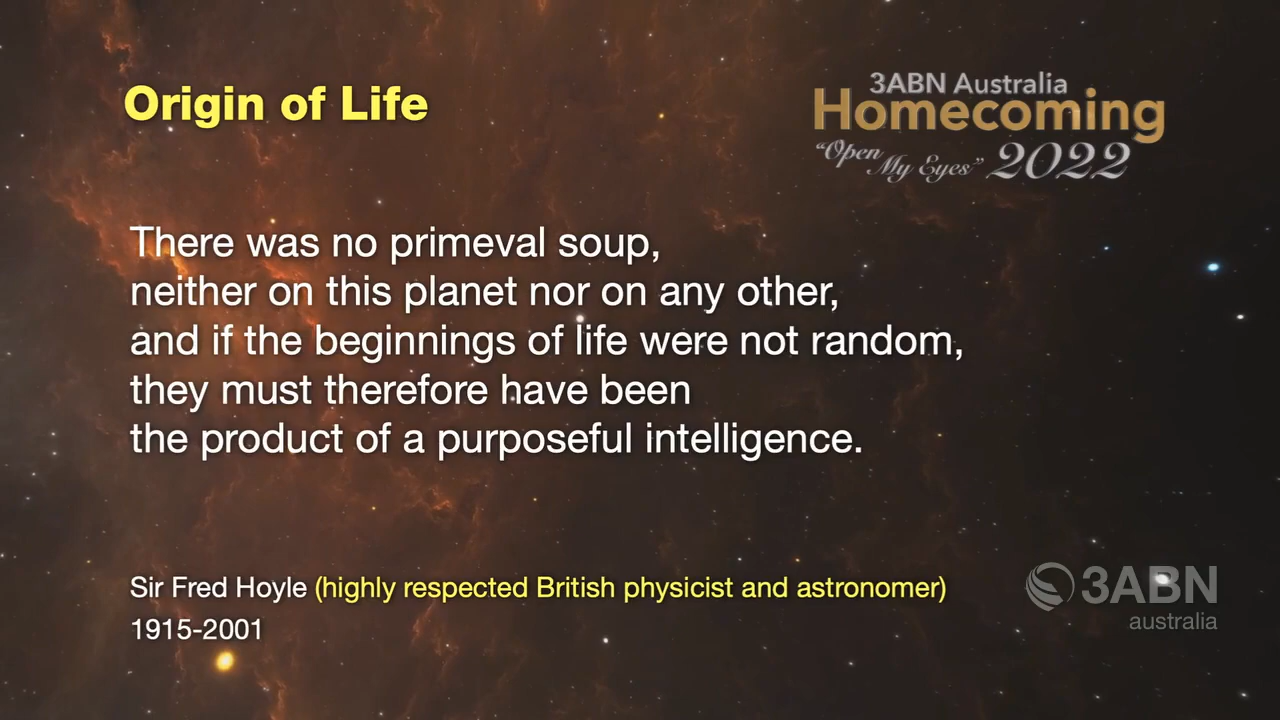 Origin of Life
3ABN Australia
Homecoming
“Open My Eyes” 2022
There was no primeval soup,
neither on this planet nor on any other,
and if the beginnings of life were not random,
they must therefore have been
the product of a purposeful intelligence.
Sir Fred Hoyle (highly respected British physicist and astronomer)
1915-2001
3ABN
australia